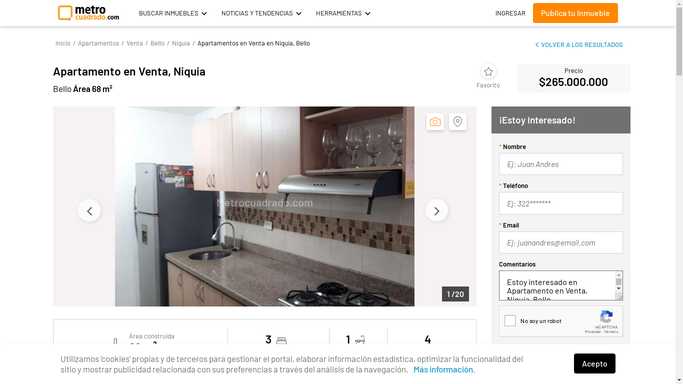 metro
cuadrado.com
BUSCAR INMUEBLES
NOTICIAS Y TENDENCIAS
HERRAMIENTAS
INGRESAR
Publica tu Inmueble
Inicio / Apartamentos / Venta / Bello / Niquia / Apartamentos en Venta en Niquia, Bello
VOLVER A LOS RESULTADOS
Apartamento en Venta, Niquia
Bello Área 68 m²
Favorito
Precio
$265.000.000
Metrocuadrado.com
1 / 20
¡Estoy Interesado!
* Nombre
Ej: Juan Andres
* Teléfono
Ej: 322*******
* Email
Ej: juanandres@email.com
Comentarios
Estoy interesado en
Apartamento en Venta,
Niquia, Bello
No soy un robot
reCAPTCHA
Privacidad - Términos
Área construida
3
1
4
Utilizamos 'cookies' propias y de terceros para gestionar el portal, elaborar información estadística, optimizar la funcionalidad del
sitio y mostrar publicidad relacionada con sus preferencias a través del análisis de la navegación. Más información.
Acepto